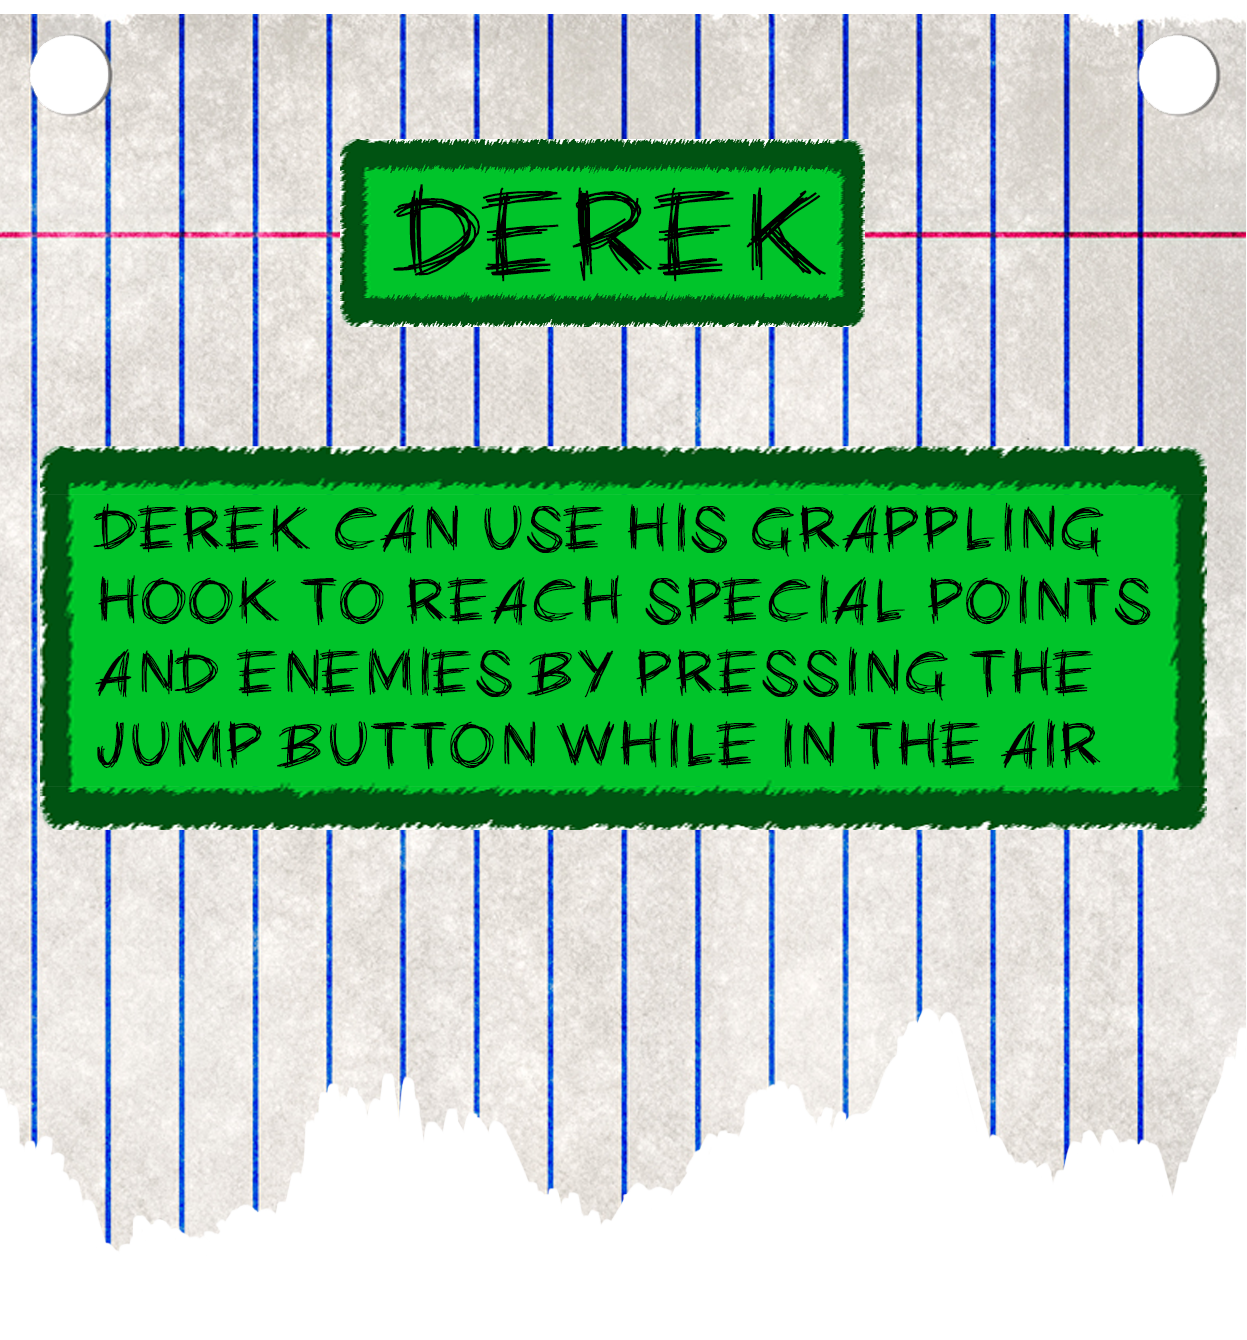 DEREK
DEREK CAN USE HIS GRAPPLING
HOOK TO REACH SPECIAL POINTS
AND ENEMIES BY PRESSING THE
JUMP BUTTON WHILE IN THE AIR